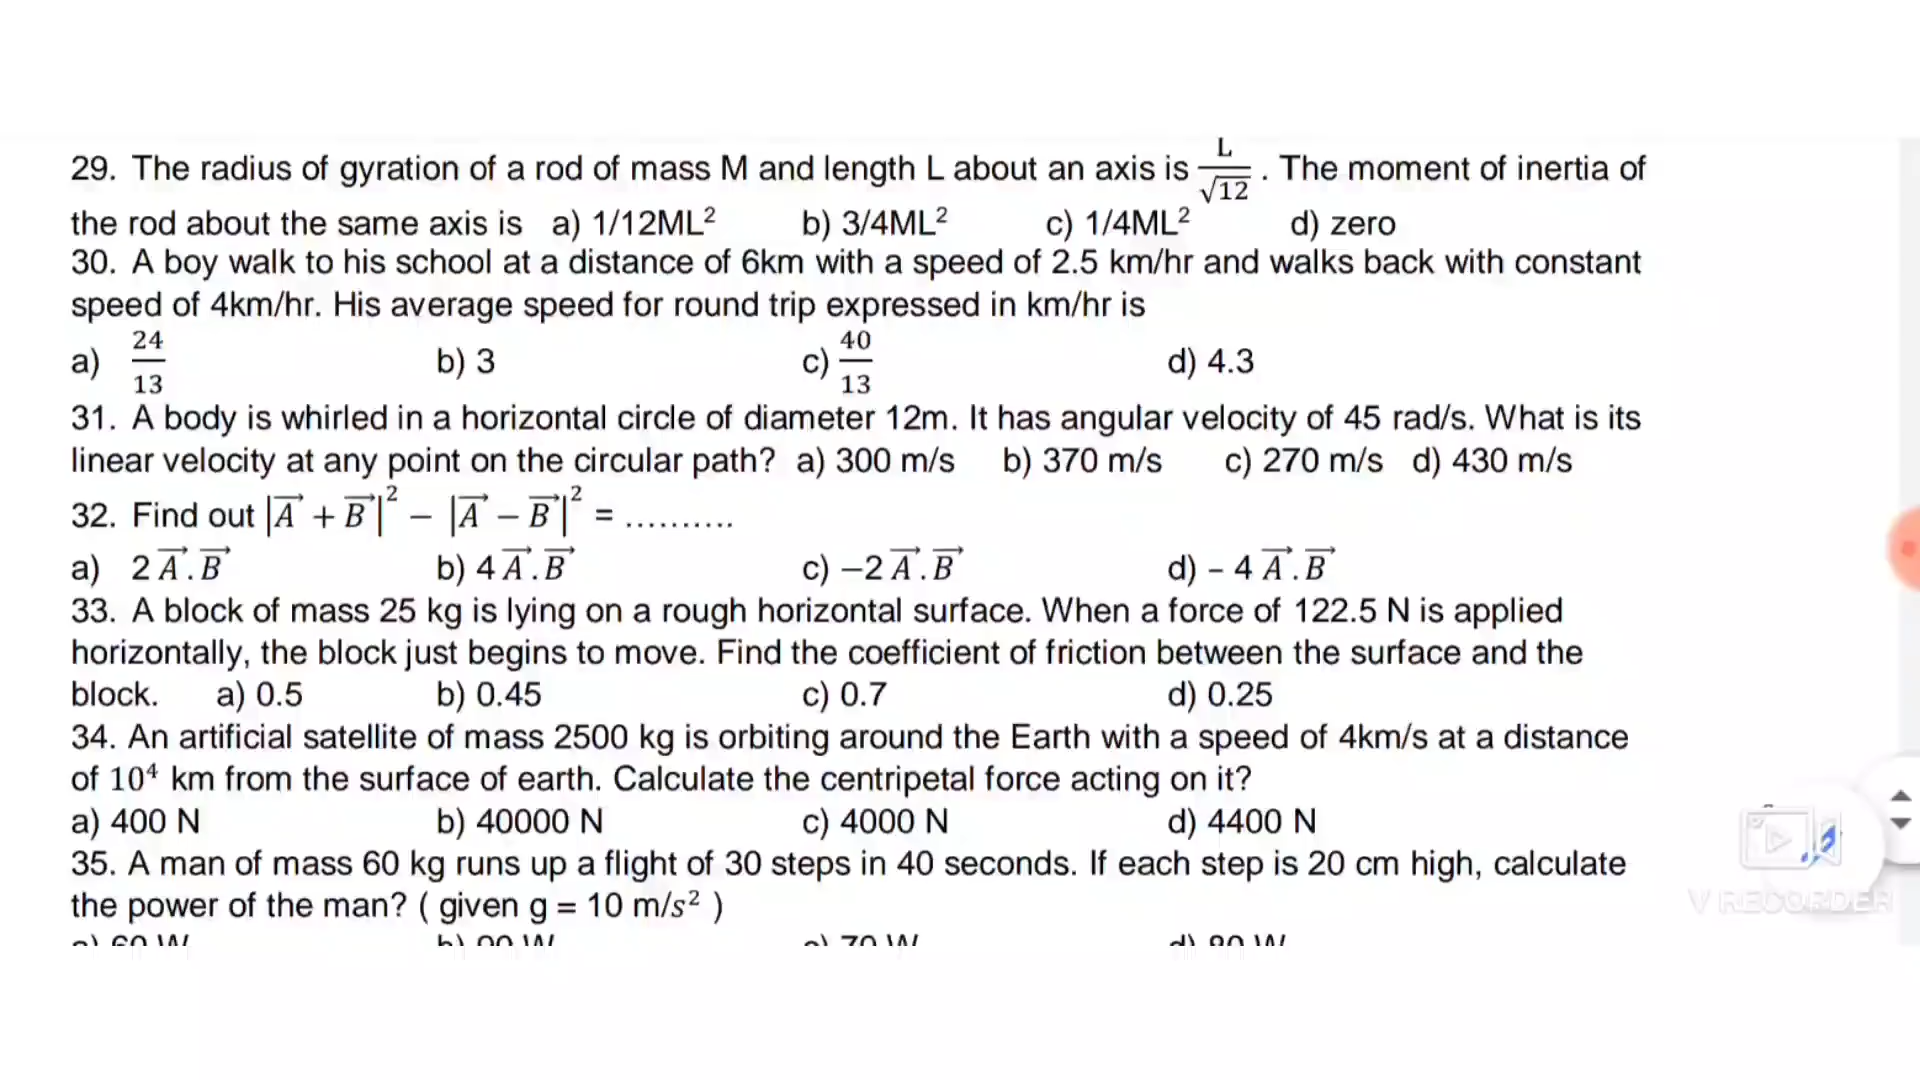 29. The radius of gyration of a rod of mass M and length L about an axis is L/√12 . The moment of inertia of
the rod about the same axis is a) 1/12ML² b) 3/4ML² c) 1/4ML² d) zero
30. A boy walk to his school at a distance of 6km with a speed of 2.5 km/hr and walks back with constant
speed of 4km/hr. His average speed for round trip expressed in km/hr is
a) 24/13 b) 3 c) 40/13 d) 4.3
31. A body is whirled in a horizontal circle of diameter 12m. It has angular velocity of 45 rad/s. What is its
linear velocity at any point on the circular path? a) 300 m/s b) 370 m/s c) 270 m/s d) 430 m/s
32. Find out |A⃗ + B⃗|² − |A⃗ − B⃗|² = ..........
a) 2 A⃗ . B⃗ b) 4 A⃗ . B⃗ c) −2 A⃗ . B⃗ d) – 4 A⃗ . B⃗
33. A block of mass 25 kg is lying on a rough horizontal surface. When a force of 122.5 N is applied
horizontally, the block just begins to move. Find the coefficient of friction between the surface and the
block. a) 0.5 b) 0.45 c) 0.7 d) 0.25
34. An artificial satellite of mass 2500 kg is orbiting around the Earth with a speed of 4km/s at a distance
of 10⁴ km from the surface of earth. Calculate the centripetal force acting on it?
a) 400 N b) 40000 N c) 4000 N d) 4400 N
35. A man of mass 60 kg runs up a flight of 30 steps in 40 seconds. If each step is 20 cm high, calculate
the power of the man? ( given g = 10 m/s² )
V RECORDER